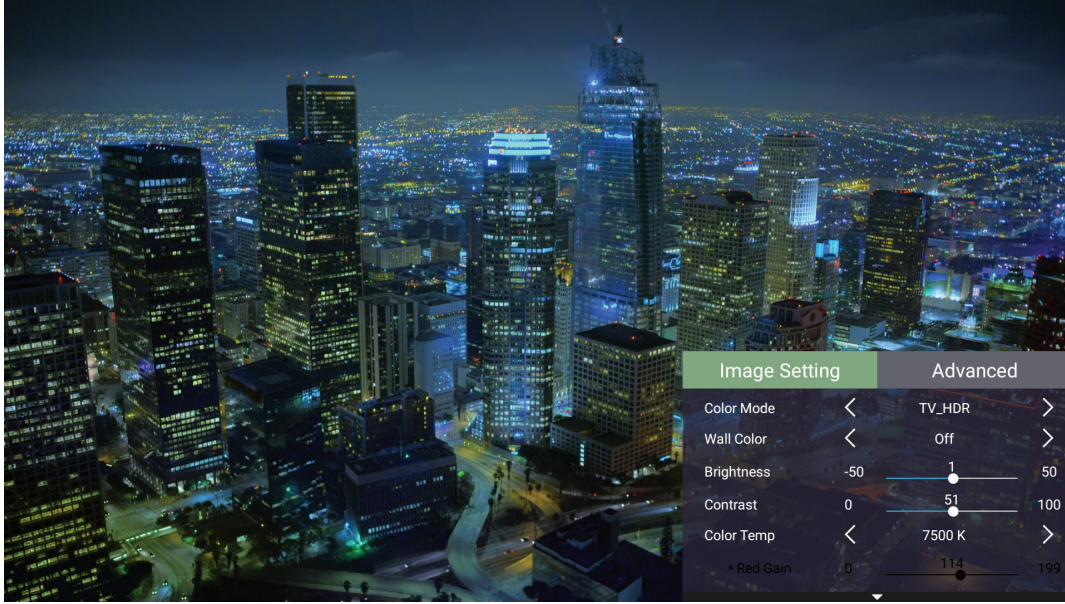 Image Setting Advanced
Color Mode TV_HDR
Wall Color Off
Brightness -50 1 50
Contrast 0 51 100
Color Temp 7500 K
• Red Gain 0 114 199